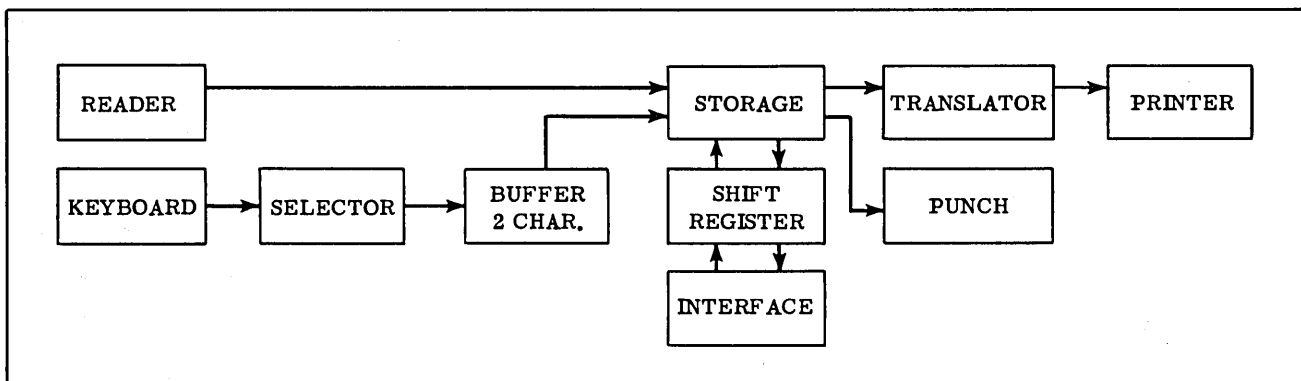 READER
STORAGE
TRANSLATOR
PRINTER
KEYBOARD
SELECTOR
BUFFER
2 CHAR.
SHIFT
REGISTER
PUNCH
INTERFACE